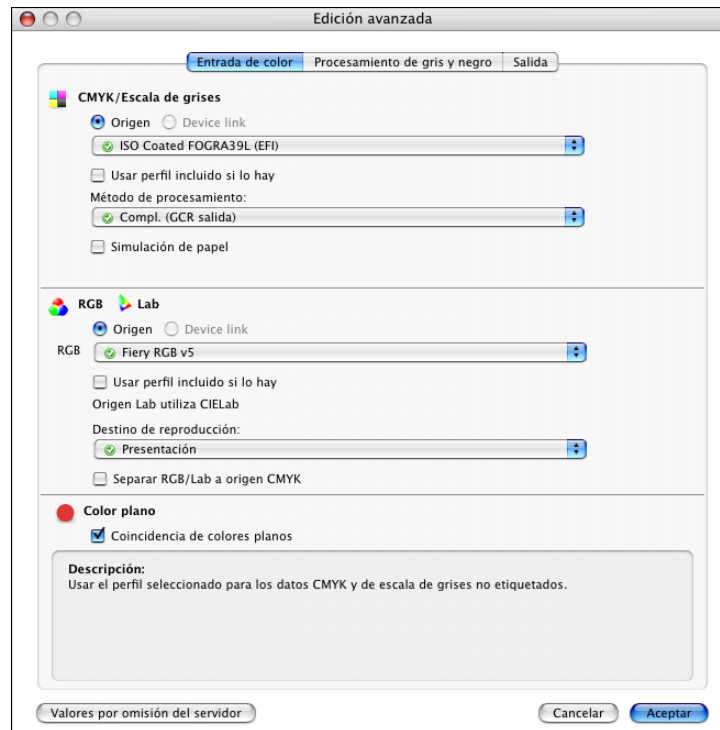 Edición avanzada
Entrada de color Procesamiento de gris y negro Salida
CMYK/Escala de grises
Origen Device link
ISO Coated FOGRA39L (EFI)
Usar perfil incluido si lo hay
Método de procesamiento:
Compl. (GCR salida)
Simulación de papel
RGB Lab
Origen Device link
RGB Fiery RGB v5
Usar perfil incluido si lo hay
Origen Lab utiliza CIELab
Destino de reproducción:
Presentación
Separar RGB/Lab a origen CMYK
Color plano
Coincidencia de colores planos
Descripción:
Usar el perfil seleccionado para los datos CMYK y de escala de grises no etiquetados.
Valores por omisión del servidor Cancelar Aceptar